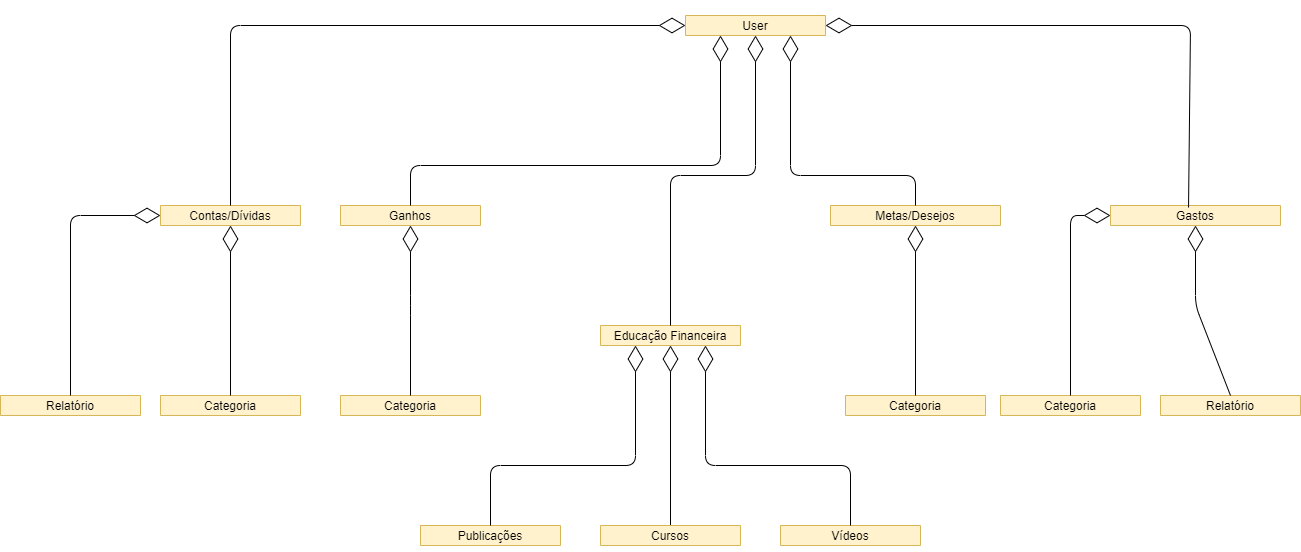 User
Contas/Dívidas
Ganhos
Metas/Desejos
Gastos
Educação Financeira
Relatório
Categoria
Categoria
Categoria
Categoria
Relatório
Publicações
Cursos
Vídeos